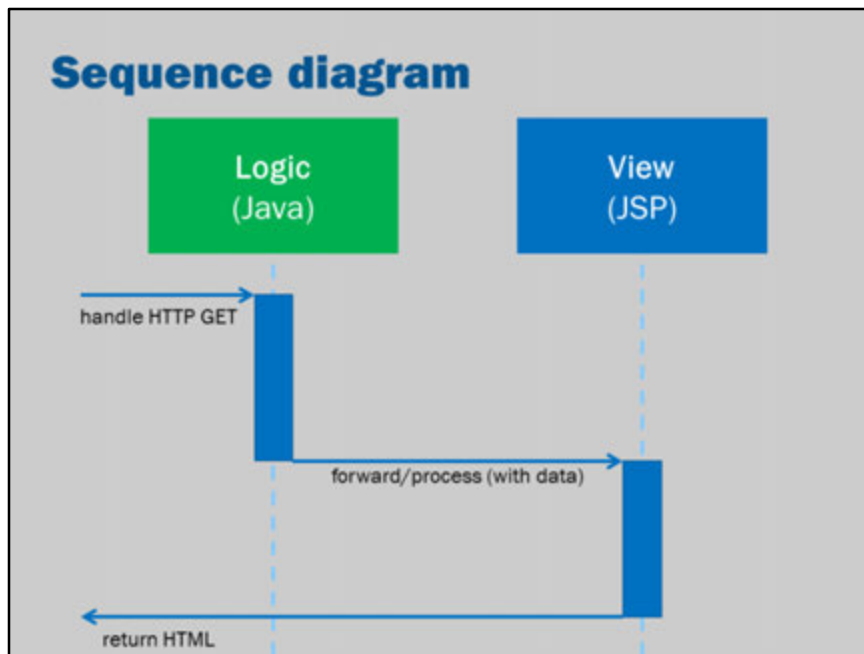 Sequence diagram
Logic
(Java)
View
(JSP)
handle HTTP GET
forward/process (with data)
return HTML